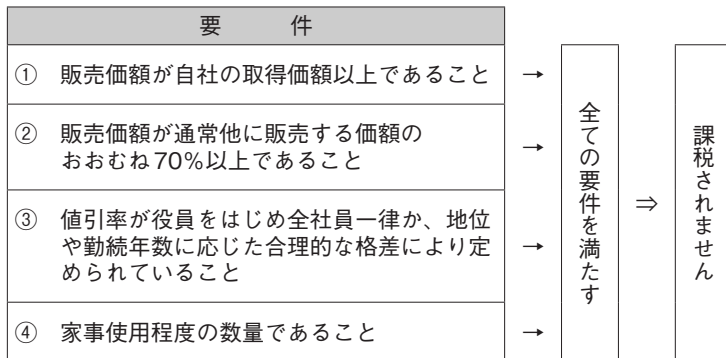 要　件
① 販売価額が自社の取得価額以上であること →
② 販売価額が通常他に販売する価額の
おおむね70%以上であること →
③ 値引率が役員をはじめ全社員一律か、地位
や勤続年数に応じた合理的な格差により定 →
められていること
④ 家事使用程度の数量であること →
全ての要件を満たす
⇒
課税されません